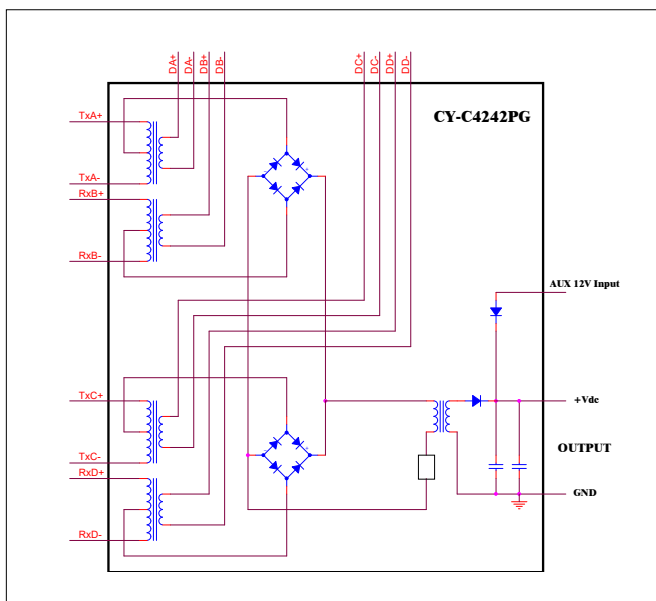 DA+
DA-
DB+
DB-
DC+
DC-
DD+
DD-
CY-C4242PG
TxA+
TxA-
RxB+
RxB-
AUX 12V Input
TxC+
+Vdc
OUTPUT
TxC-
RxD+
GND
RxD-